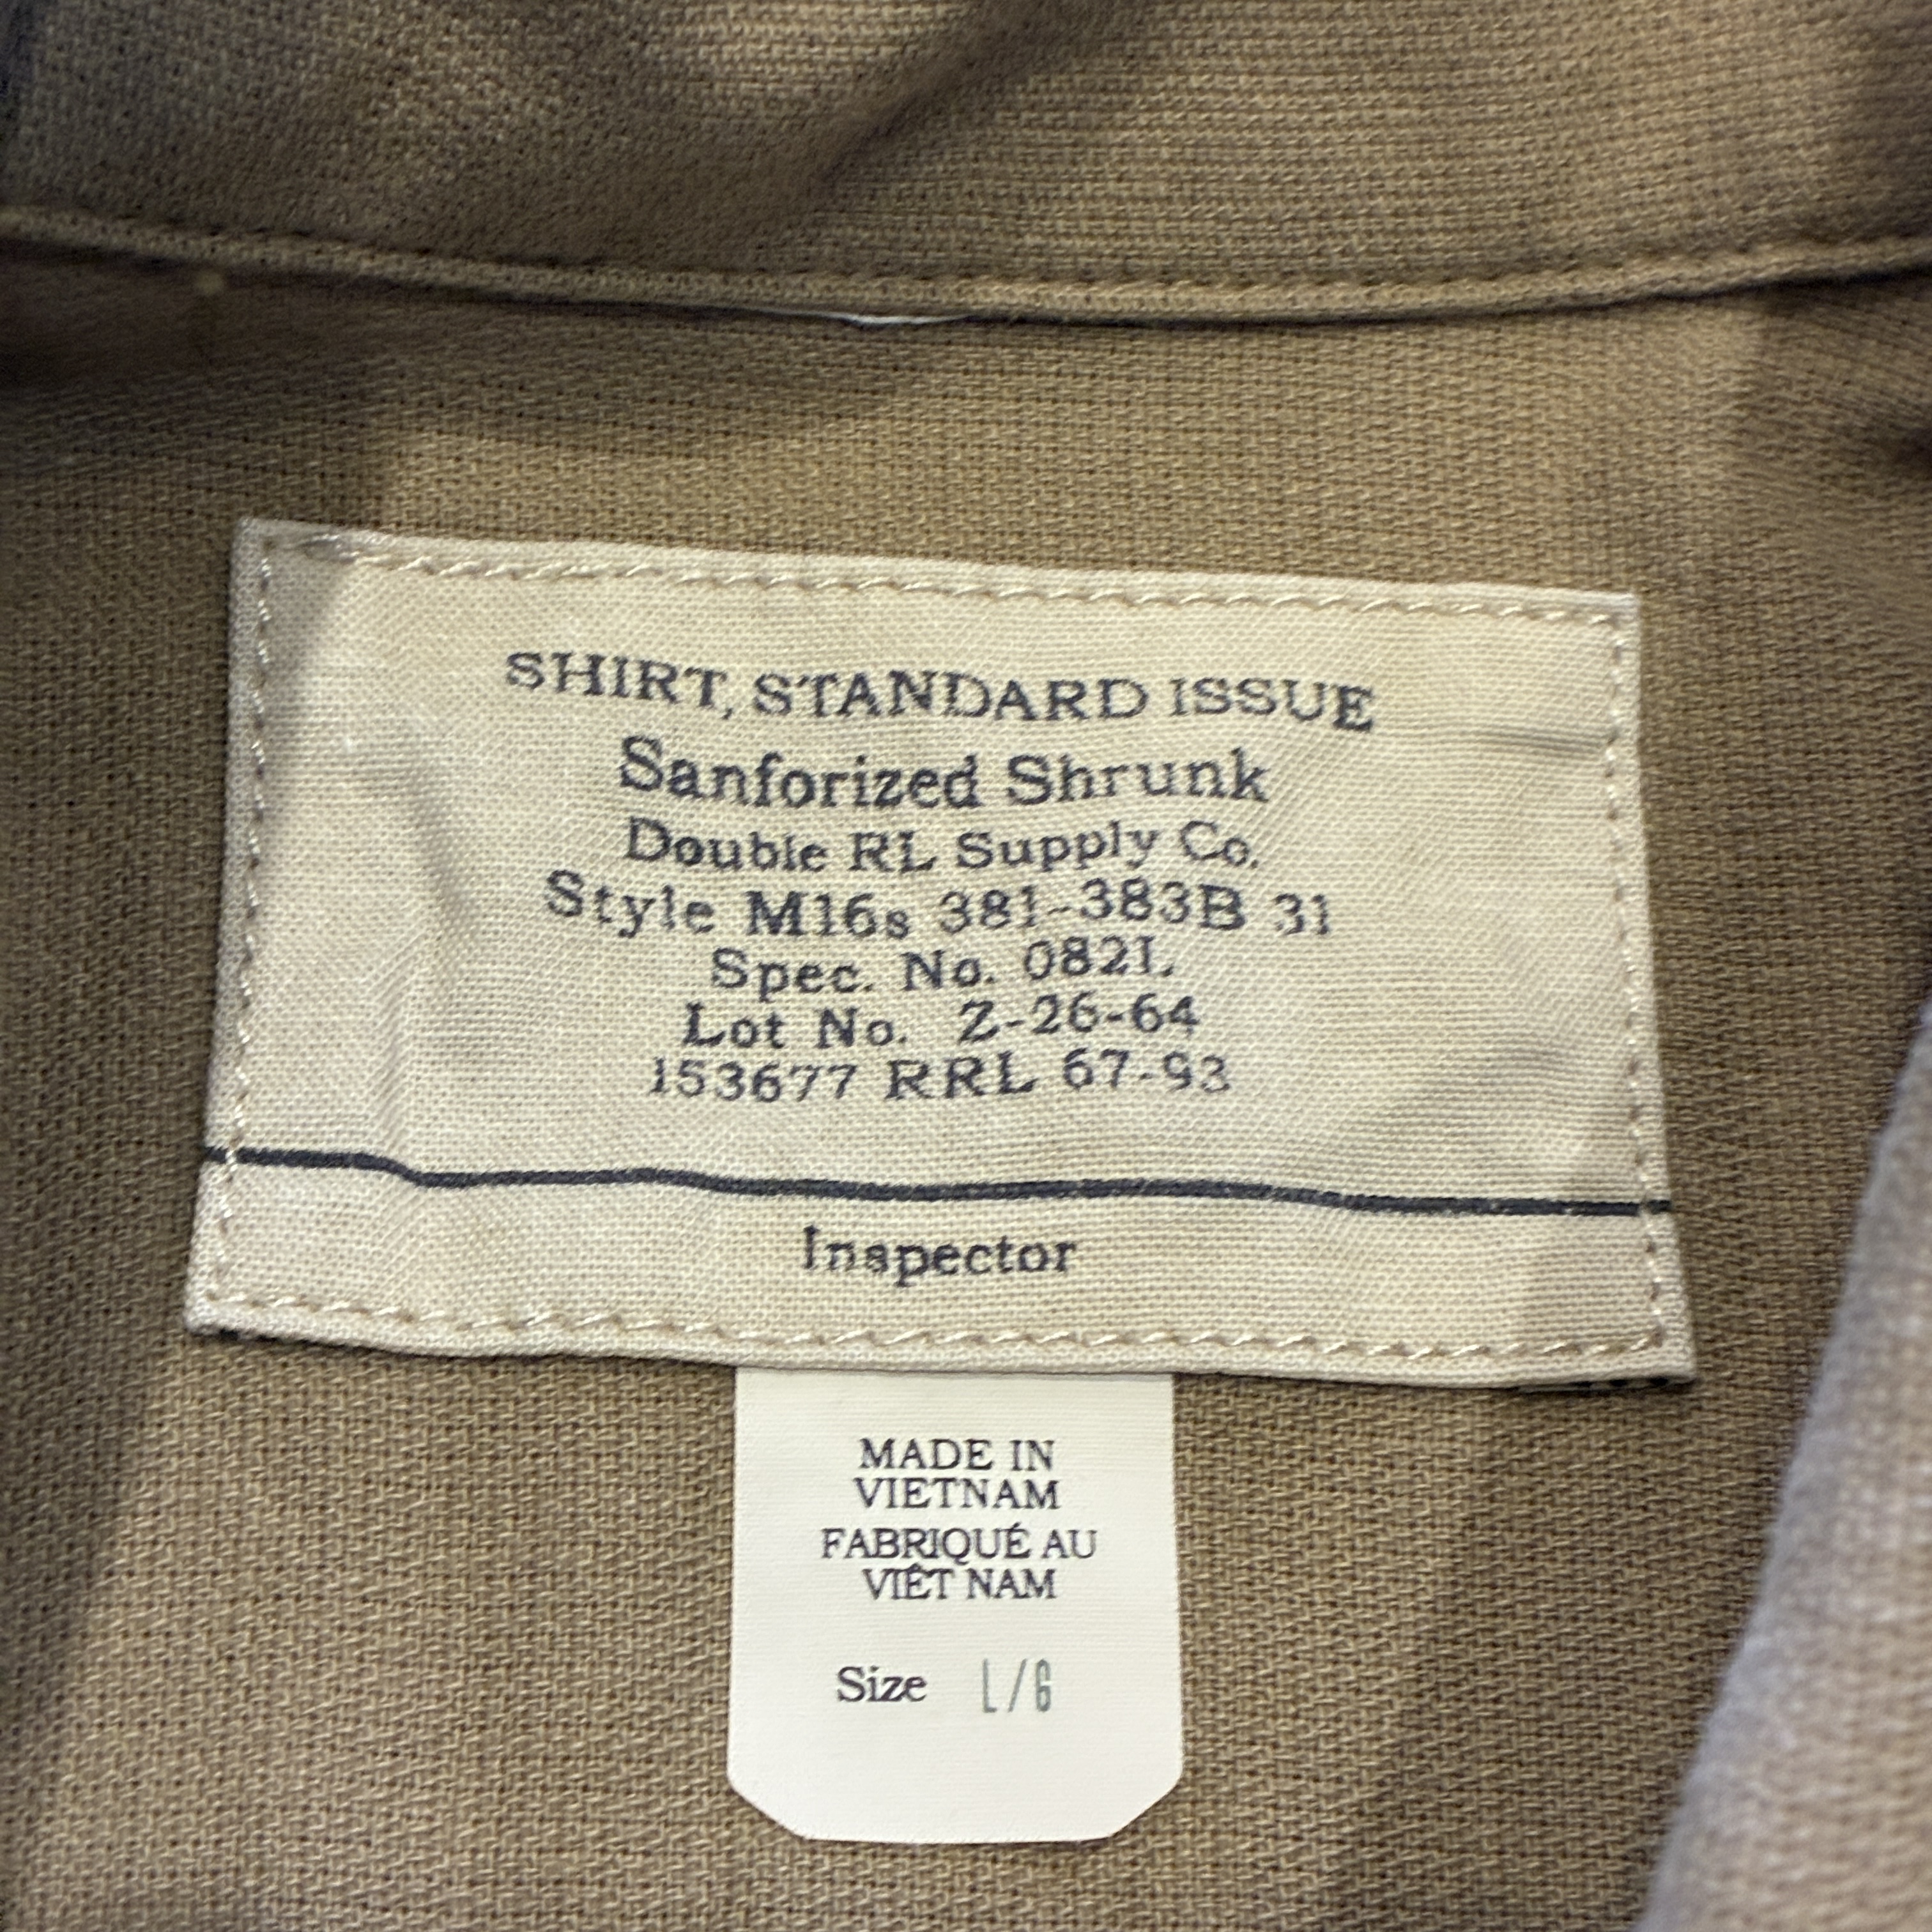 SHIRT, STANDARD ISSUE
Sanforized Shrunk
Double RL Supply Co.
Style M16s 381-383B 31
Spec. No. 0821.
Lot No. Z-26-64
153677 RRL 67-93
Inspector
MADE IN
VIETNAM
FABRIQUÉ AU
VIÊT NAM
Size L/G